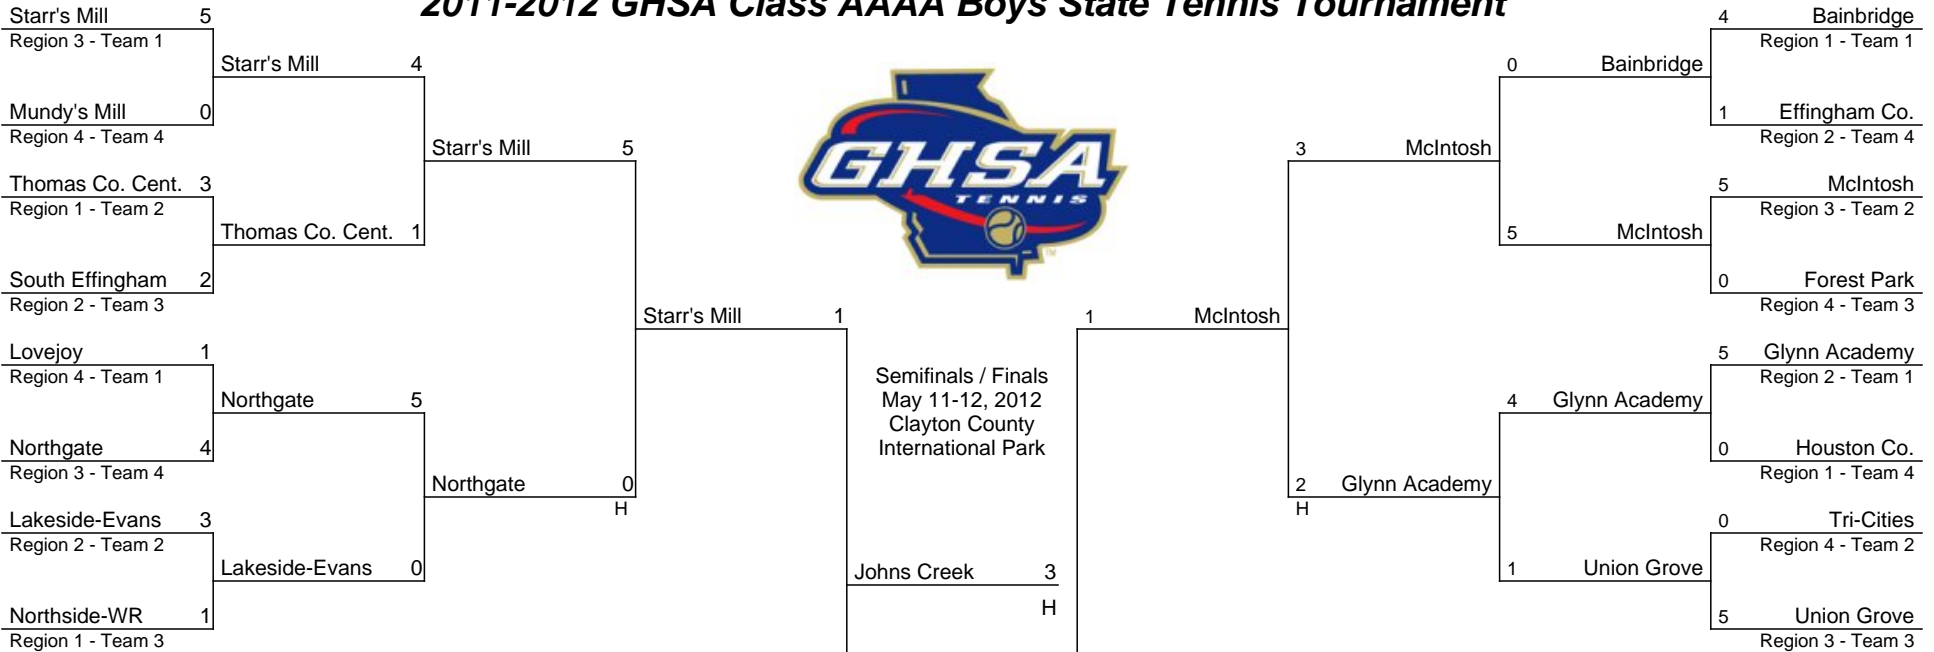 2011-2012 GHSA Class AAAA Boys State Tennis Tournament
Starr's Mill 5
Region 3 - Team 1
Mundy's Mill 0
Region 4 - Team 4
Thomas Co. Cent. 3
Region 1 - Team 2
South Effingham 2
Region 2 - Team 3
Lovejoy 1
Region 4 - Team 1
Northgate 4
Region 3 - Team 4
Lakeside-Evans 3
Region 2 - Team 2
Northside-WR 1
Region 1 - Team 3
Starr's Mill 4
Thomas Co. Cent. 1
Northgate 5
Lakeside-Evans 0
Starr's Mill 5
Northgate 0
H
Starr's Mill 1
GHSA
TENNIS
TM
Semifinals / Finals
May 11-12, 2012
Clayton County
International Park
Johns Creek 3
H
1 McIntosh
3 McIntosh
2 Glynn Academy
H
0 Bainbridge
5 McIntosh
4 Glynn Academy
1 Union Grove
4 Bainbridge
Region 1 - Team 1
1 Effingham Co.
Region 2 - Team 4
5 McIntosh
Region 3 - Team 2
0 Forest Park
Region 4 - Team 3
5 Glynn Academy
Region 2 - Team 1
0 Houston Co.
Region 1 - Team 4
0 Tri-Cities
Region 4 - Team 2
5 Union Grove
Region 3 - Team 3